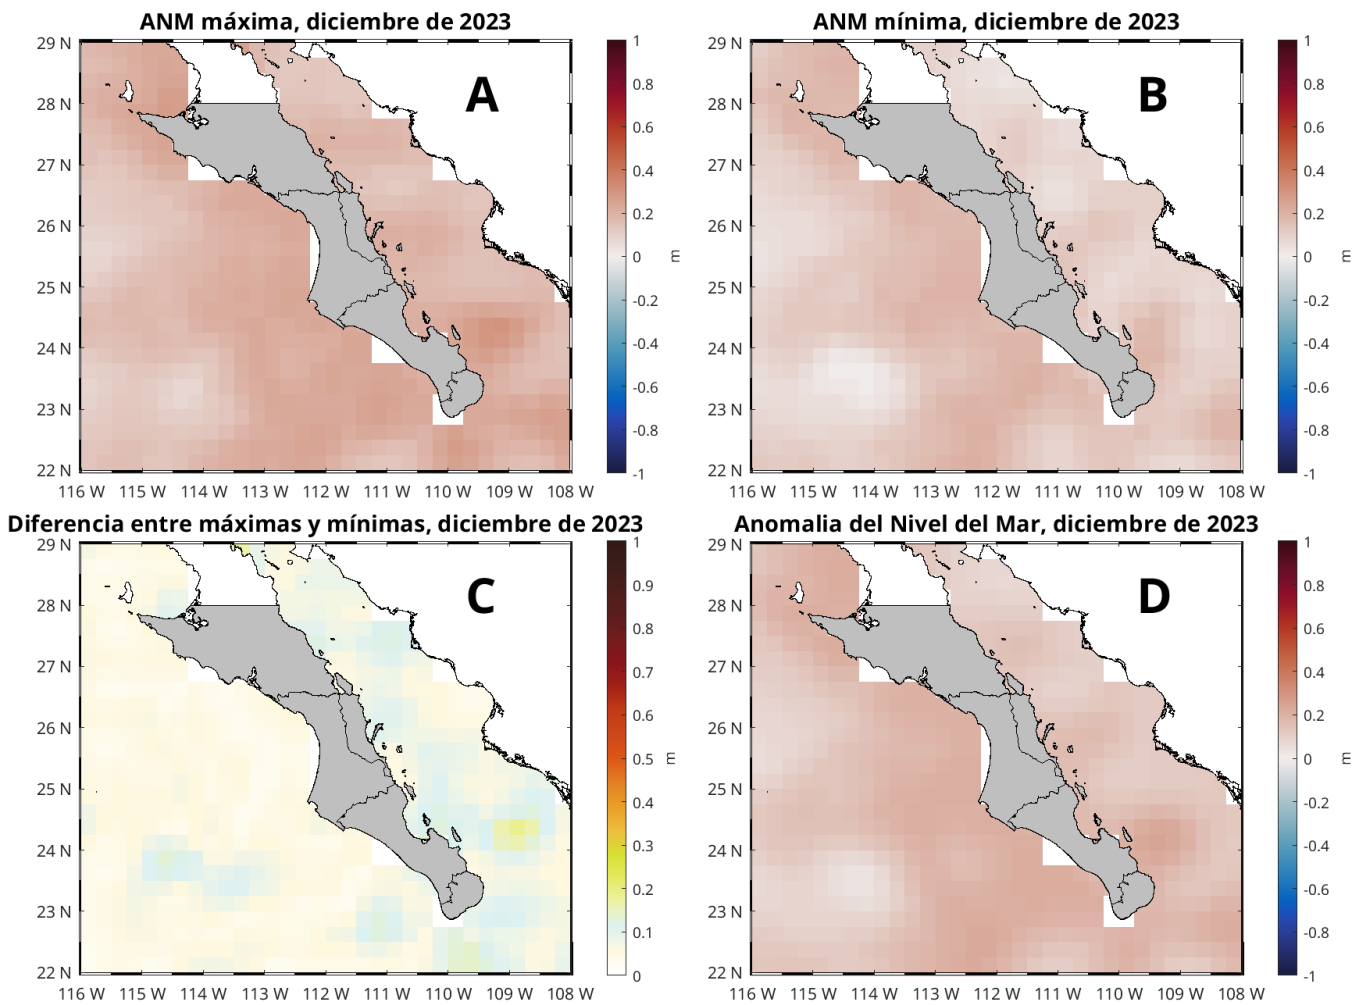 ANM máxima, diciembre de 2023
A
29 N
28 N
27 N
26 N
25 N
24 N
23 N
22 N
116 W 115 W 114 W 113 W 112 W 111 W 110 W 109 W 108 W
1
0.8
0.6
0.4
0.2
0
-0.2
-0.4
-0.6
-0.8
-1
m
ANM mínima, diciembre de 2023
B
29 N
28 N
27 N
26 N
25 N
24 N
23 N
22 N
116 W 115 W 114 W 113 W 112 W 111 W 110 W 109 W 108 W
1
0.8
0.6
0.4
0.2
0
-0.2
-0.4
-0.6
-0.8
-1
m
Diferencia entre máximas y mínimas, diciembre de 2023
C
29 N
28 N
27 N
26 N
25 N
24 N
23 N
22 N
116 W 115 W 114 W 113 W 112 W 111 W 110 W 109 W 108 W
1
0.9
0.8
0.7
0.6
0.5
0.4
0.3
0.2
0.1
0
m
Anomalia del Nivel del Mar, diciembre de 2023
D
29 N
28 N
27 N
26 N
25 N
24 N
23 N
22 N
116 W 115 W 114 W 113 W 112 W 111 W 110 W 109 W 108 W
1
0.8
0.6
0.4
0.2
0
-0.2
-0.4
-0.6
-0.8
-1
m